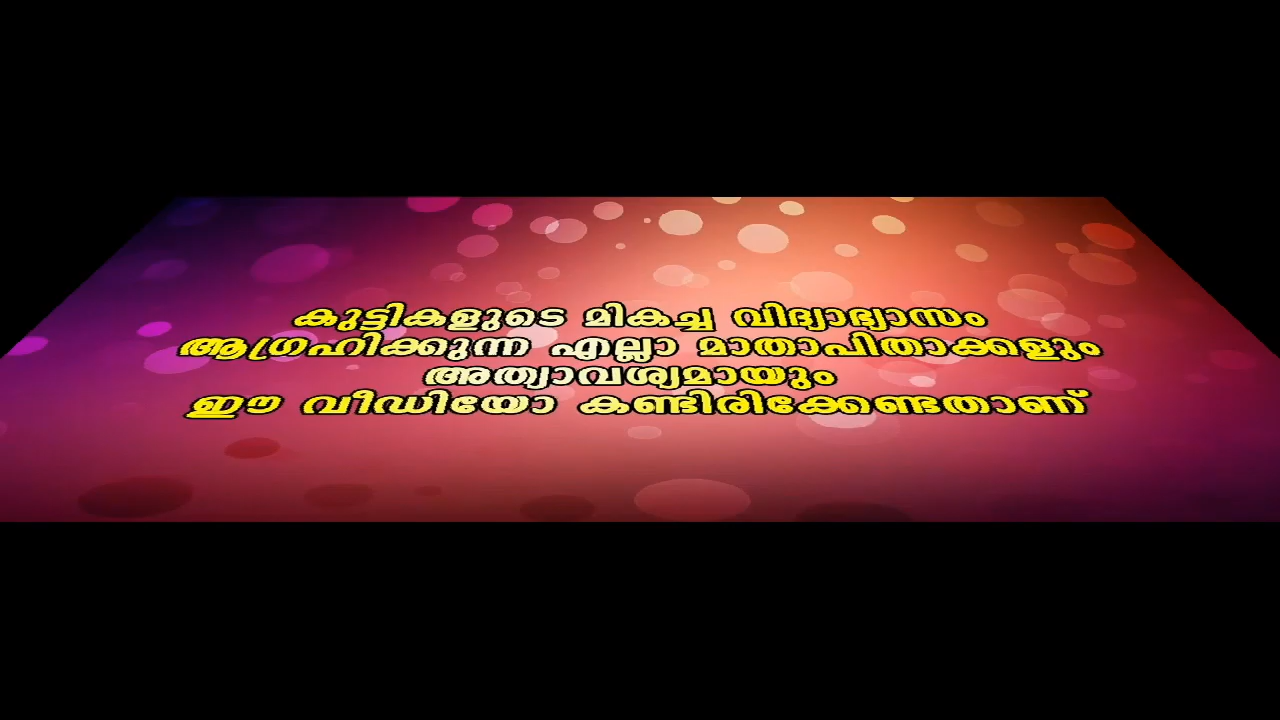 കുട്ടികളുടെ മികച്ച വിദ്യാഭ്യാസം
ആഗ്രഹിക്കുന്ന എല്ലാ മാതാപിതാക്കളും
അത്യാവശ്യമായും
ഈ വീഡിയോ കണ്ടിരിക്കേണ്ടതാണ്